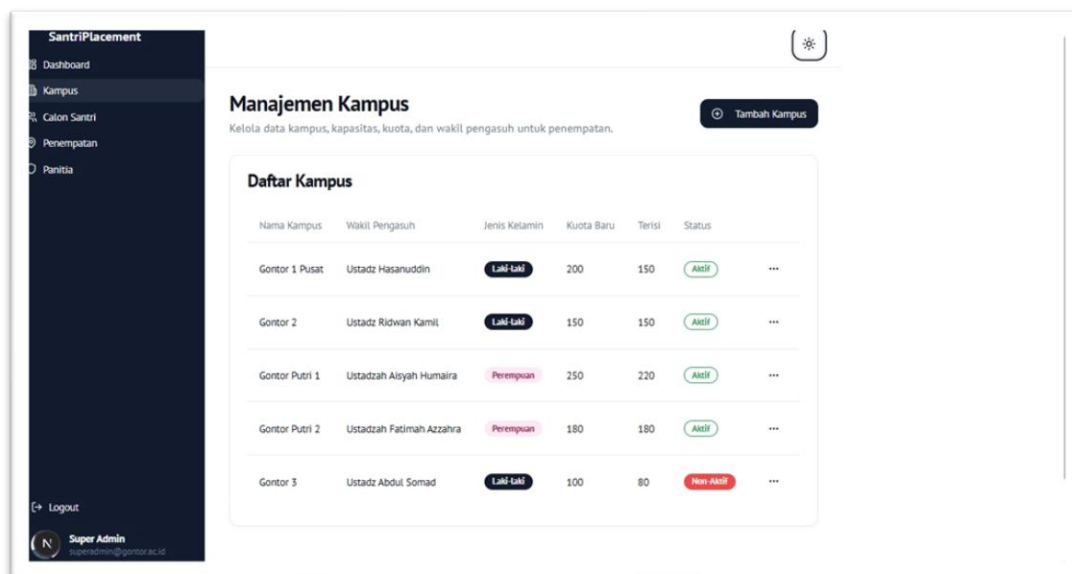 SantriPlacement
Dashboard
Kampus
Calon Santri
Penempatan
Panitia
Manajemen Kampus
Kelola data kampus, kapasitas, kuota, dan wakil pengasuh untuk penempatan.
Tambah Kampus
Daftar Kampus
Nama Kampus Wakil Pengasuh Jenis Kelamin Kuota Baru Terisi Status
Gontor 1 Pusat Ustadz Hasanuddin Laki-laki 200 150 Aktif
Gontor 2 Ustadz Ridwan Kamil Laki-laki 150 150 Aktif
Gontor Putri 1 Ustadzah Aisyah Humaira Perempuan 250 220 Aktif
Gontor Putri 2 Ustadzah Fatimah Azzahra Perempuan 180 180 Aktif
Gontor 3 Ustadz Abdul Somad Laki-laki 100 80 Non-Aktif
Logout
N
Super Admin
superadmin@gontor.ac.id